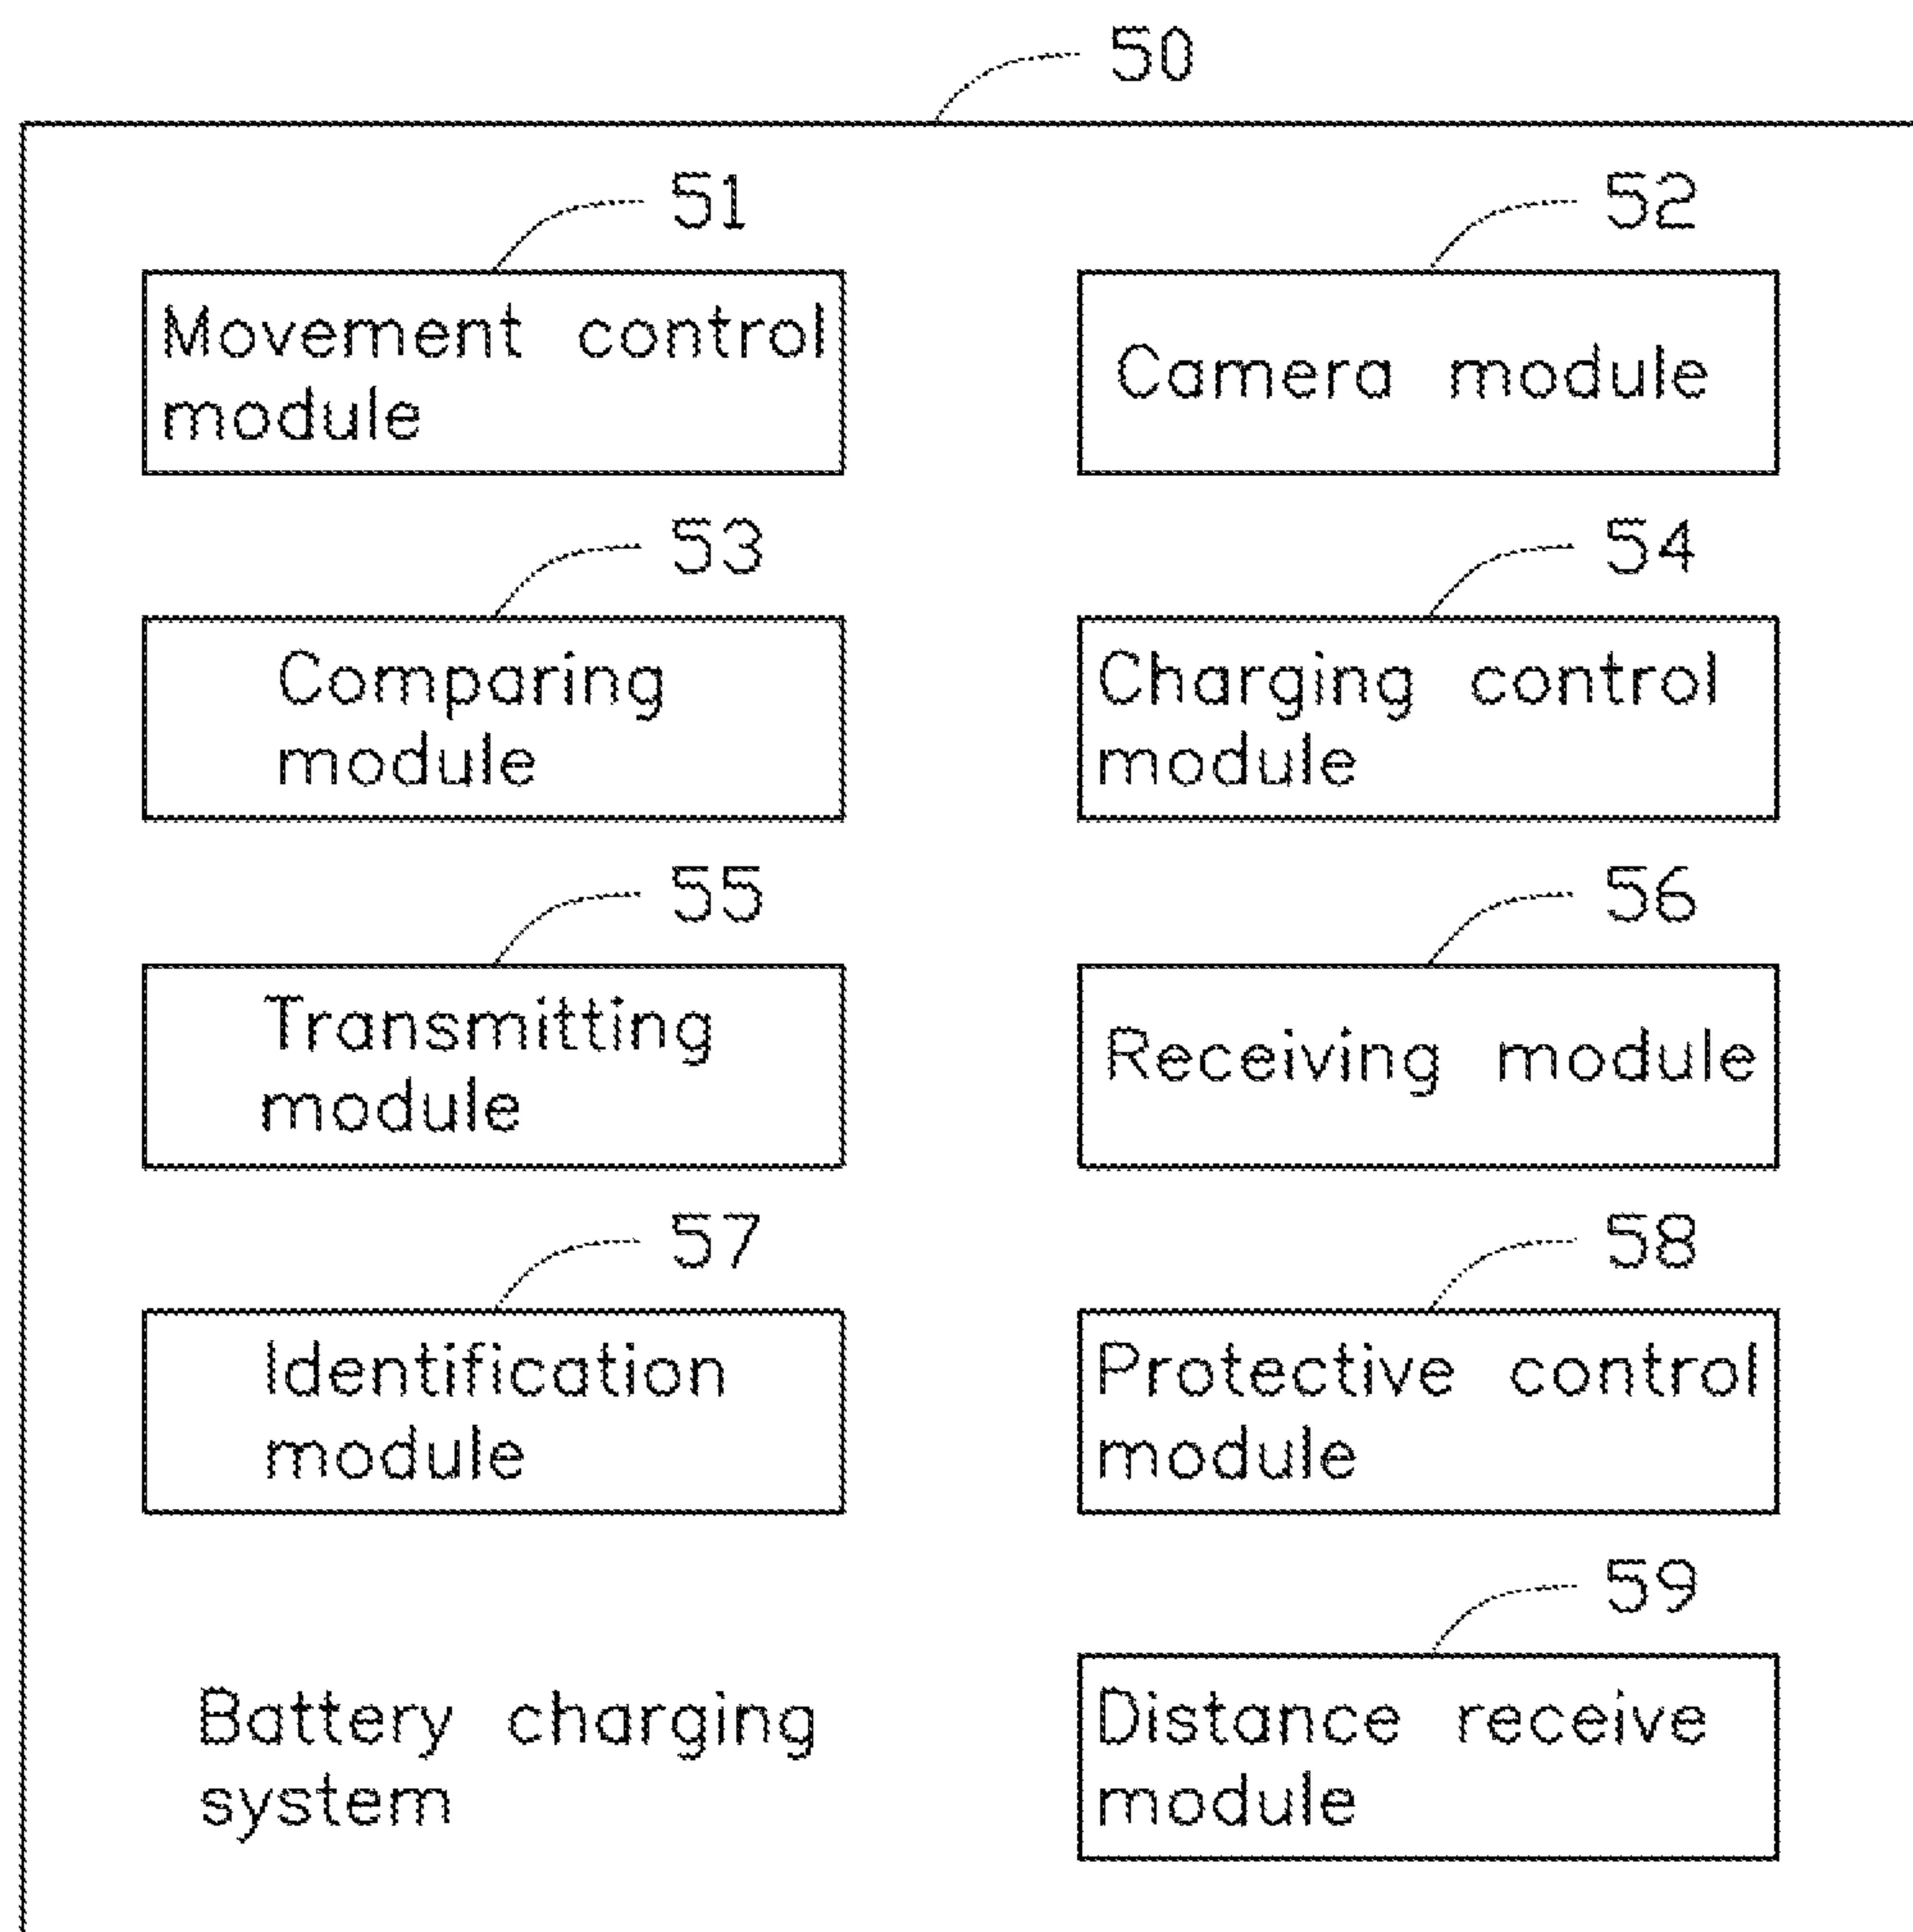 50
51
52
Movement control
module
Camera module
53
54
Comparing
module
Charging control
module
55
56
Transmitting
module
Receiving module
57
58
Identification
module
Protective control
module
59
Battery charging
system
Distance receive
module